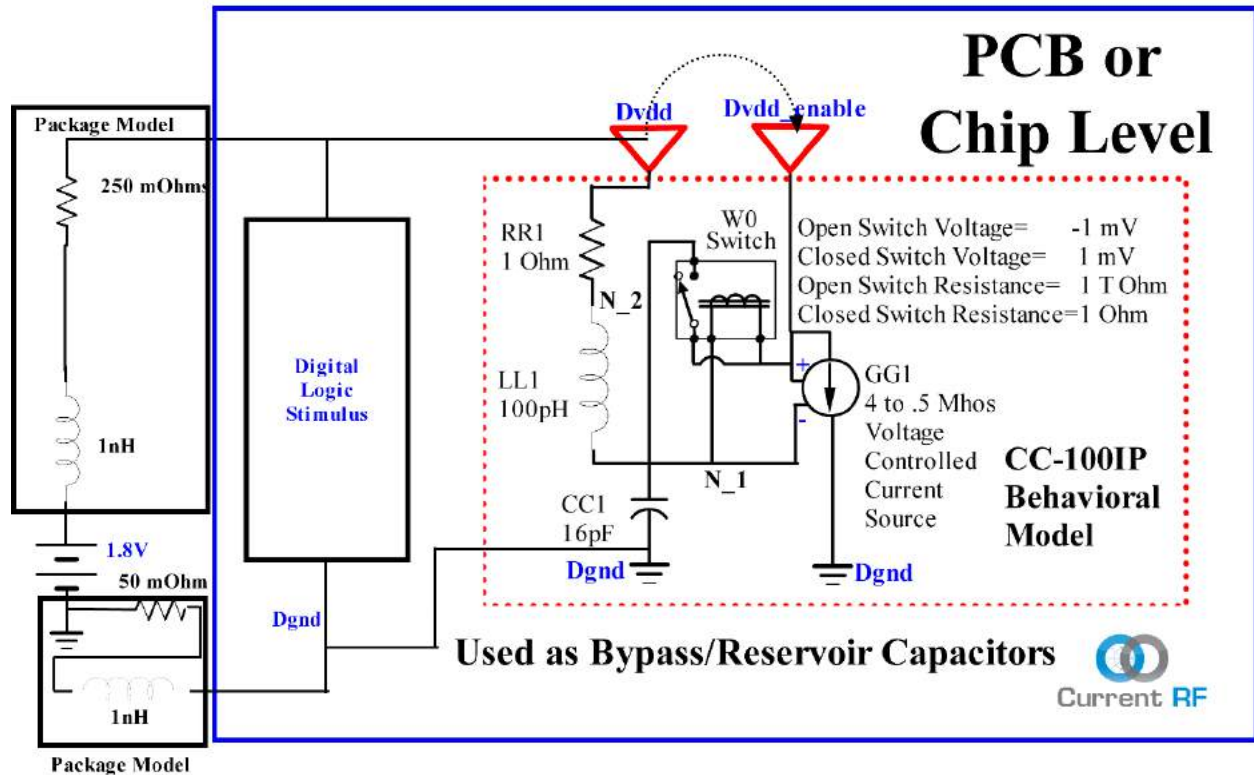 PCB or
Chip Level
Package Model
250 mOhms
1nH
1.8V
50 mOhm
1nH
Package Model
Digital
Logic
Stimulus
Dgnd
Dvdd
Dvdd_enable
RR1
1 Ohm
N_2
LL1
100pH
W0
Switch
Open Switch Voltage= -1 mV
Closed Switch Voltage= 1 mV
Open Switch Resistance= 1 T Ohm
Closed Switch Resistance=1 Ohm
+
-
GG1
4 to .5 Mhos
Voltage
Controlled
Current
Source
N_1
CC1
16pF
Dgnd
Dgnd
CC-100IP
Behavioral
Model
Used as Bypass/Reservoir Capacitors
Current RF